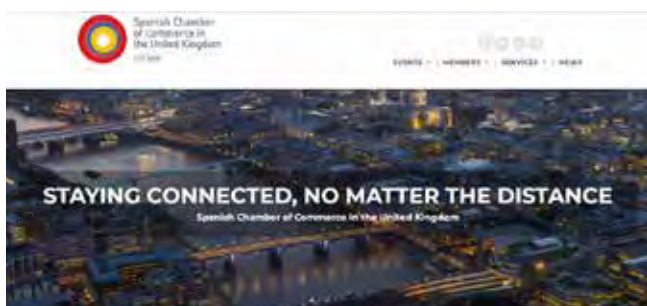 Spanish Chamber
of Commerce in
the United Kingdom
EVENTS | MEMBERS | SERVICES | NEWS
STAYING CONNECTED, NO MATTER THE DISTANCE
Spanish Chamber of Commerce in the United Kingdom